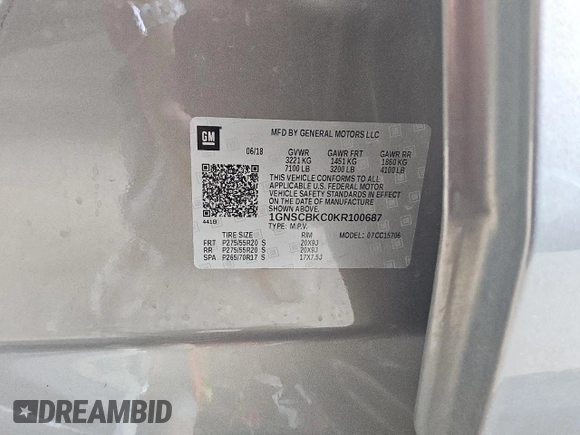 GM
MFD BY GENERAL MOTORS LLC
06/18 GVWR GAWR FRT GAWR RR
3221 KG 1451 KG 1860 KG
7100 LB 3200 LB 4100 LB
THIS VEHICLE CONFORMS TO ALL
APPLICABLE U.S. FEDERAL MOTOR
VEHICLE SAFETY STANDARDS IN EFFECT
ON THE DATE OF MANUFACTURE SHOWN ABOVE.
1GNSCBKC0KR100687
441B TYPE: M.P.V. MODEL: 07CC15706
TIRE SIZE RIM
FRT P275/55R20 S 20X9J
RR P275/55R20 S 20X9J
SPA P265/70R17 S 17X7.5J
DREAMBID